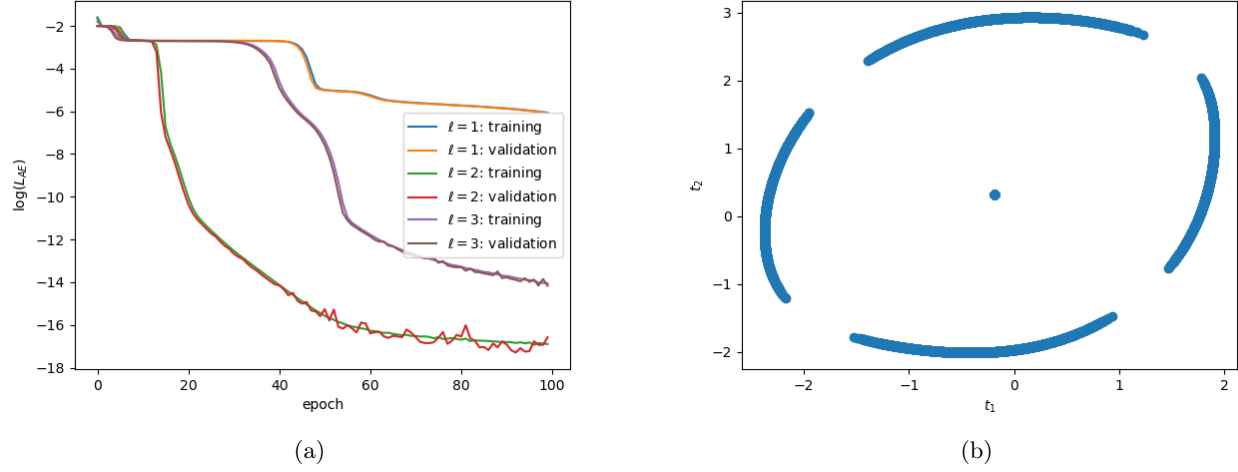 −2
−4
−6
−8
−10
−12
−14
−16
−18
log(L_{AE})
0
20
40
60
80
100
epoch
ℓ = 1: training
ℓ = 1: validation
ℓ = 2: training
ℓ = 2: validation
ℓ = 3: training
ℓ = 3: validation
(a)
3
2
1
0
−1
−2
t_2
−2
−1
0
1
2
t_1
(b)